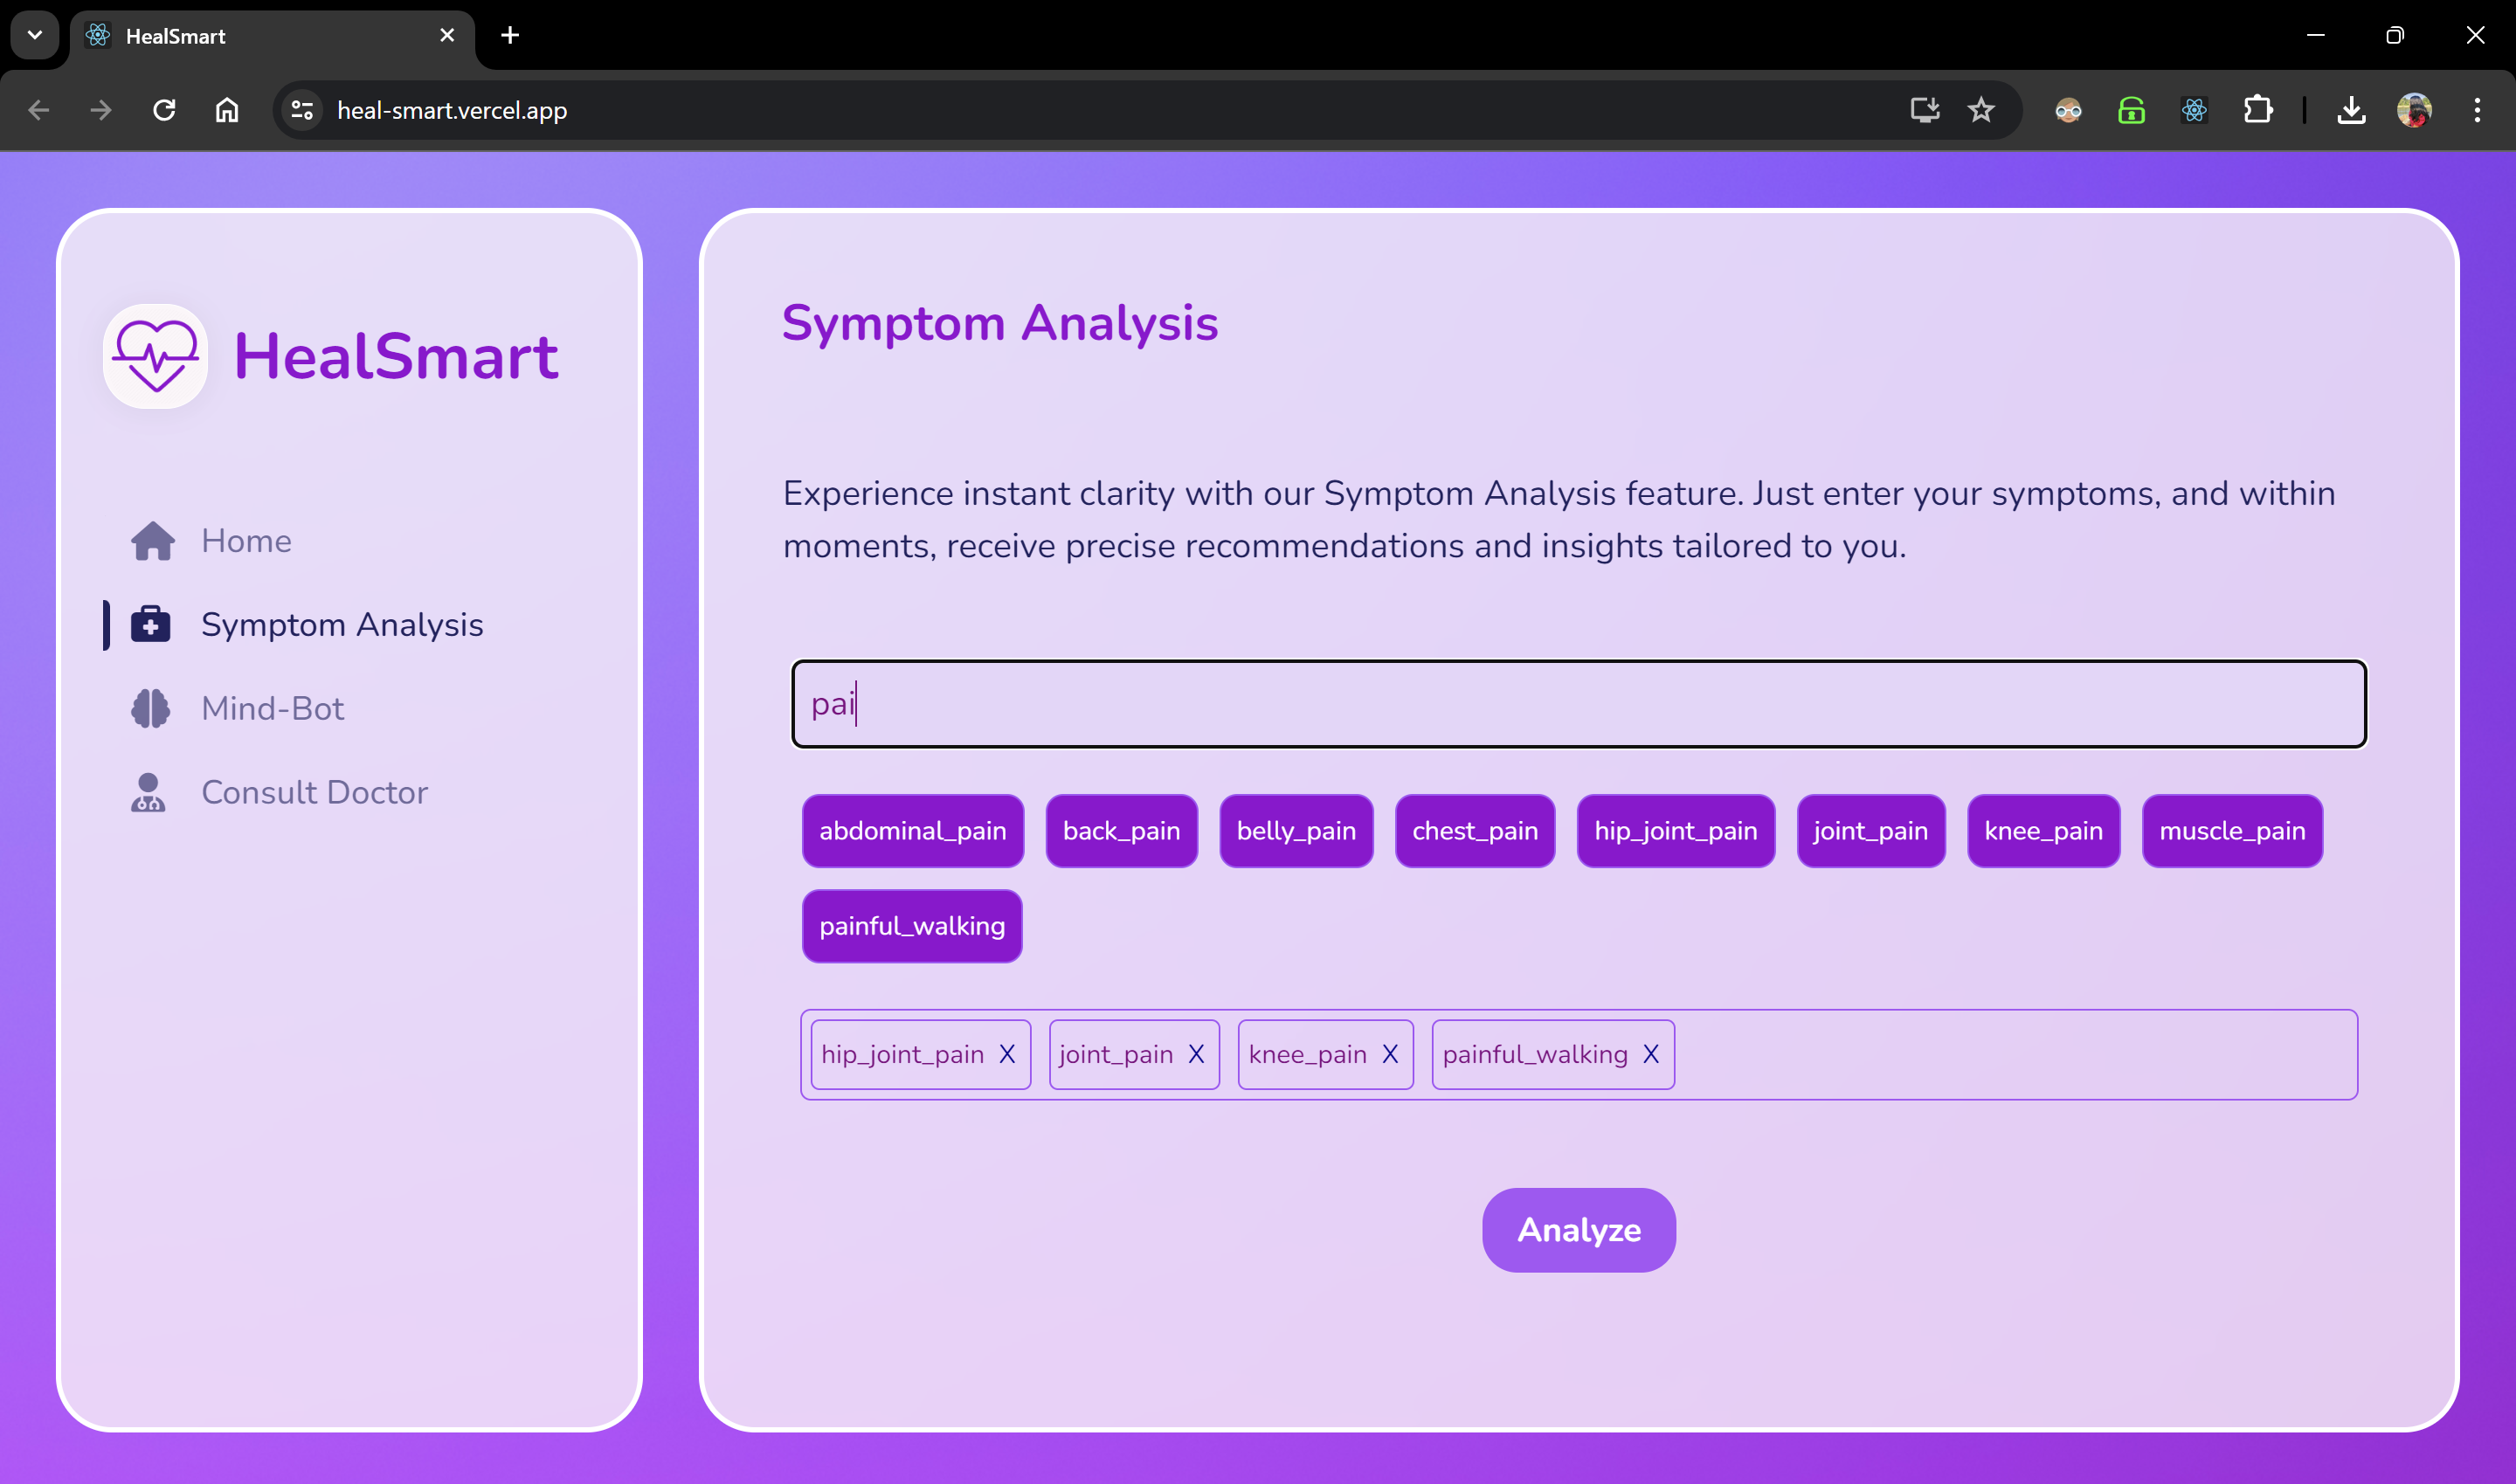 HealSmart
heal-smart.vercel.app
HealSmart
Home
Symptom Analysis
Mind-Bot
Consult Doctor
Symptom Analysis
Experience instant clarity with our Symptom Analysis feature. Just enter your symptoms, and within
moments, receive precise recommendations and insights tailored to you.
pai
abdominal_pain back_pain belly_pain chest_pain hip_joint_pain joint_pain knee_pain muscle_pain
painful_walking
hip_joint_pain X joint_pain X knee_pain X painful_walking X
Analyze